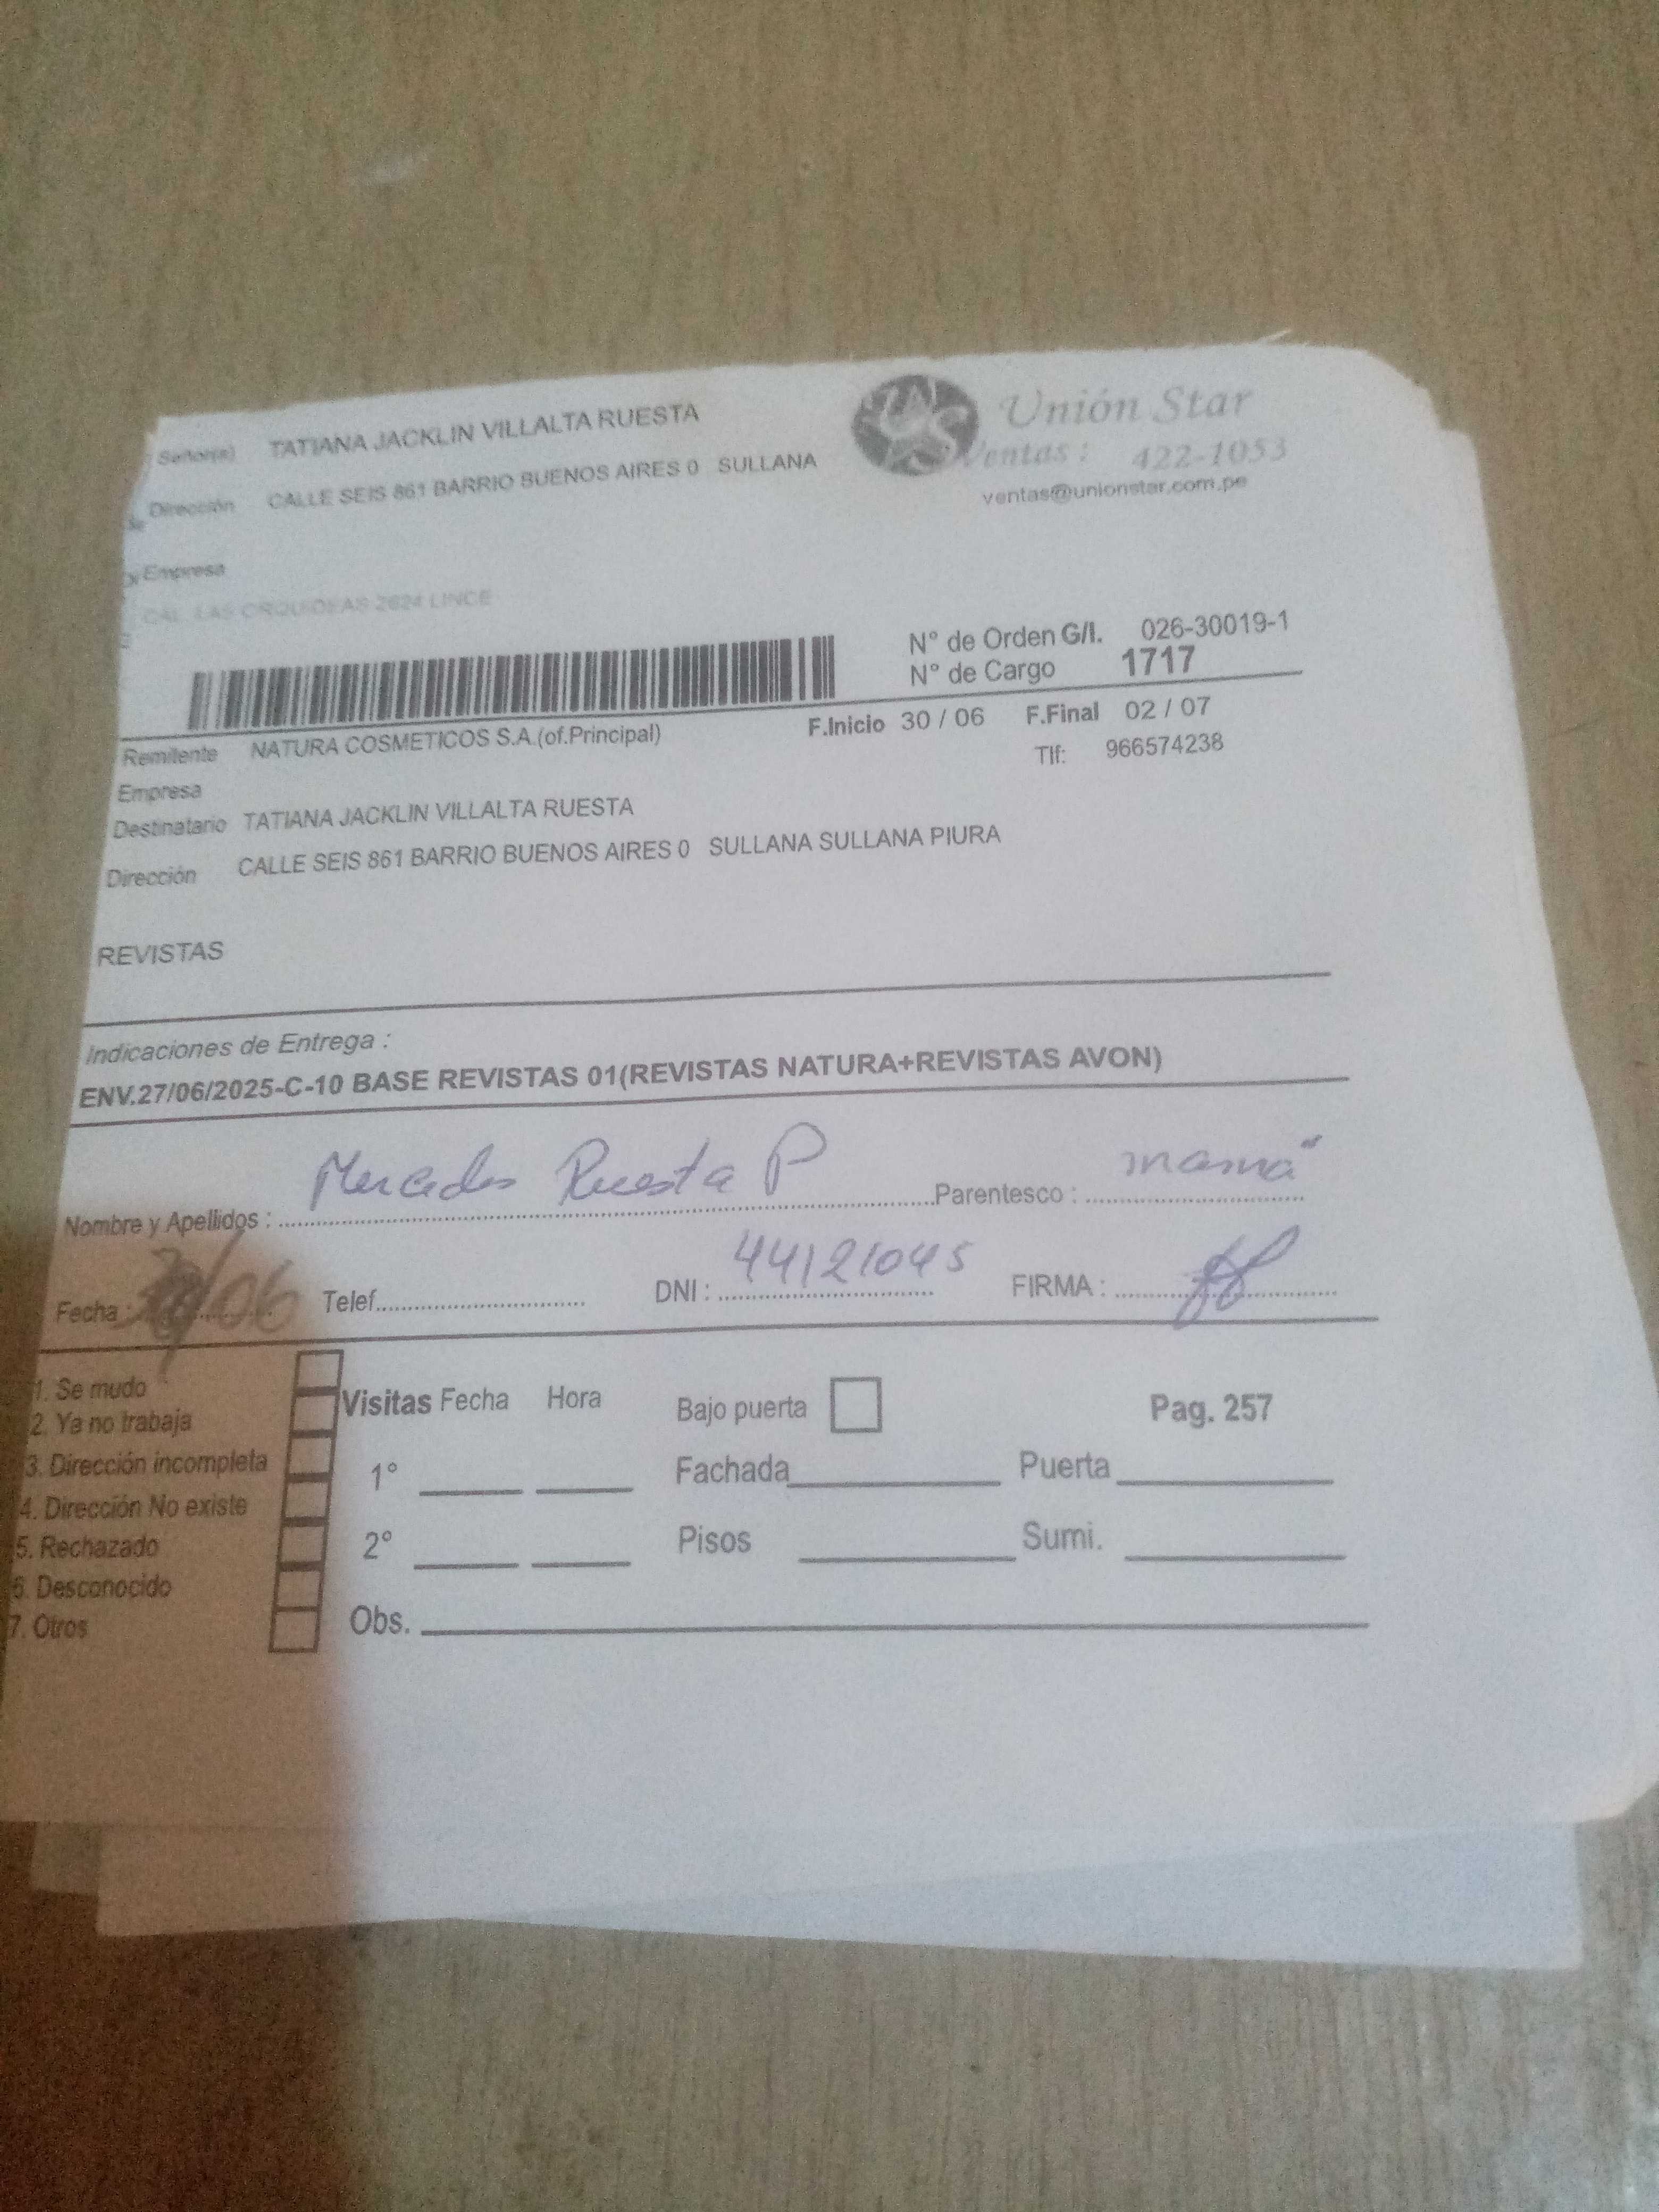 Señor(a) TATIANA JACKLIN VILLALTA RUESTA
Unión Star
Dirección CALLE SEIS 861 BARRIO BUENOS AIRES 0 SULLANA
Ventas : 422-1053
ventas@unionstar.com.pe
Empresa
CAL. LAS ORQUIDEAS 2624 LINCE
N° de Orden G/I. 026-30019-1
N° de Cargo 1717
Remitente NATURA COSMETICOS S.A.(of.Principal) F.Inicio 30 / 06 F.Final 02 / 07
Tlf: 966574238
Empresa
Destinatario TATIANA JACKLIN VILLALTA RUESTA
Dirección CALLE SEIS 861 BARRIO BUENOS AIRES 0 SULLANA SULLANA PIURA
REVISTAS
Indicaciones de Entrega :
ENV.27/06/2025-C-10 BASE REVISTAS 01(REVISTAS NATURA+REVISTAS AVON)
Nombre y Apellidos : Mercedes Ruesta P Parentesco : mamá
Fecha : /06 Telef. DNI : 44121045 FIRMA :
1. Se mudo
2. Ya no trabaja
3. Dirección incompleta
4. Dirección No existe
5. Rechazado
6. Desconocido
7. Otros
Visitas Fecha Hora Bajo puerta Pag. 257
1° Fachada Puerta
2° Pisos Sumi.
Obs.